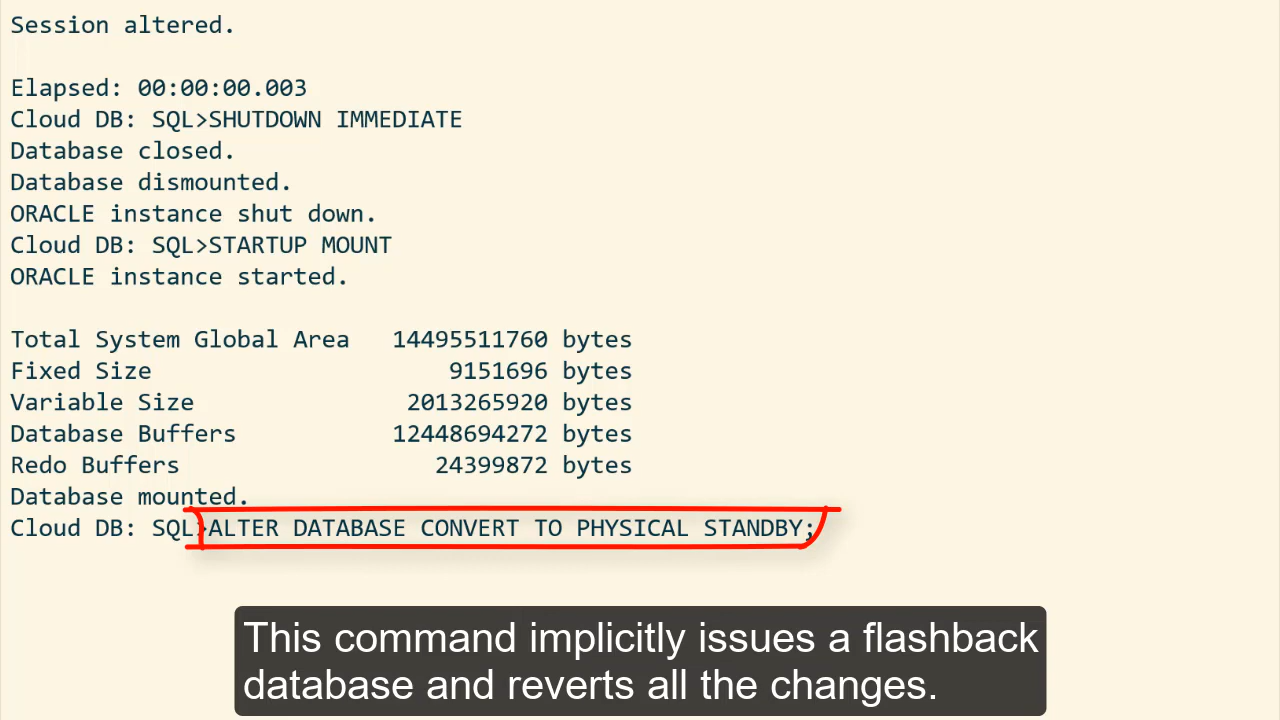 Session altered.
Elapsed: 00:00:00.003
Cloud DB: SQL>SHUTDOWN IMMEDIATE
Database closed.
Database dismounted.
ORACLE instance shut down.
Cloud DB: SQL>STARTUP MOUNT
ORACLE instance started.
Total System Global Area   14495511760 bytes
Fixed Size                     9151696 bytes
Variable Size               2013265920 bytes
Database Buffers           12448694272 bytes
Redo Buffers                  24399872 bytes
Database mounted.
Cloud DB: SQL>ALTER DATABASE CONVERT TO PHYSICAL STANDBY;
This command implicitly issues a flashback
database and reverts all the changes.